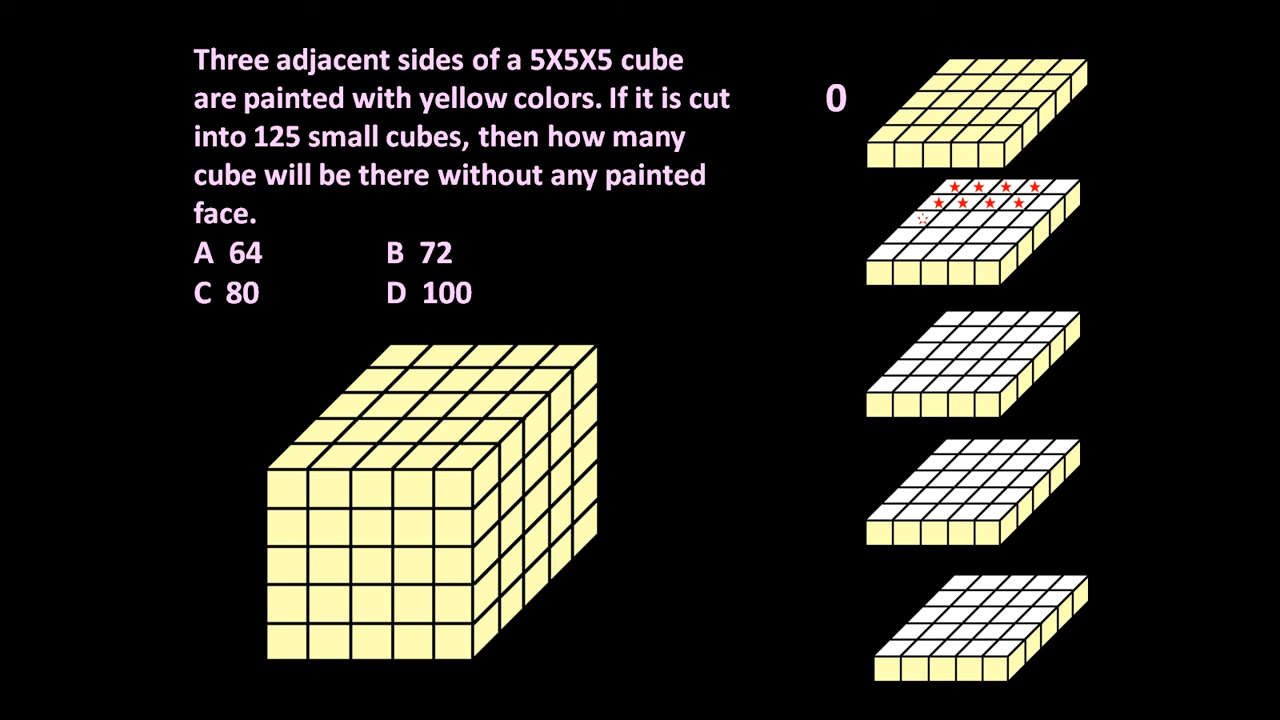 Three adjacent sides of a 5X5X5 cube
are painted with yellow colors. If it is cut
into 125 small cubes, then how many
cube will be there without any painted
face.
A 64 B 72
C 80 D 100
0